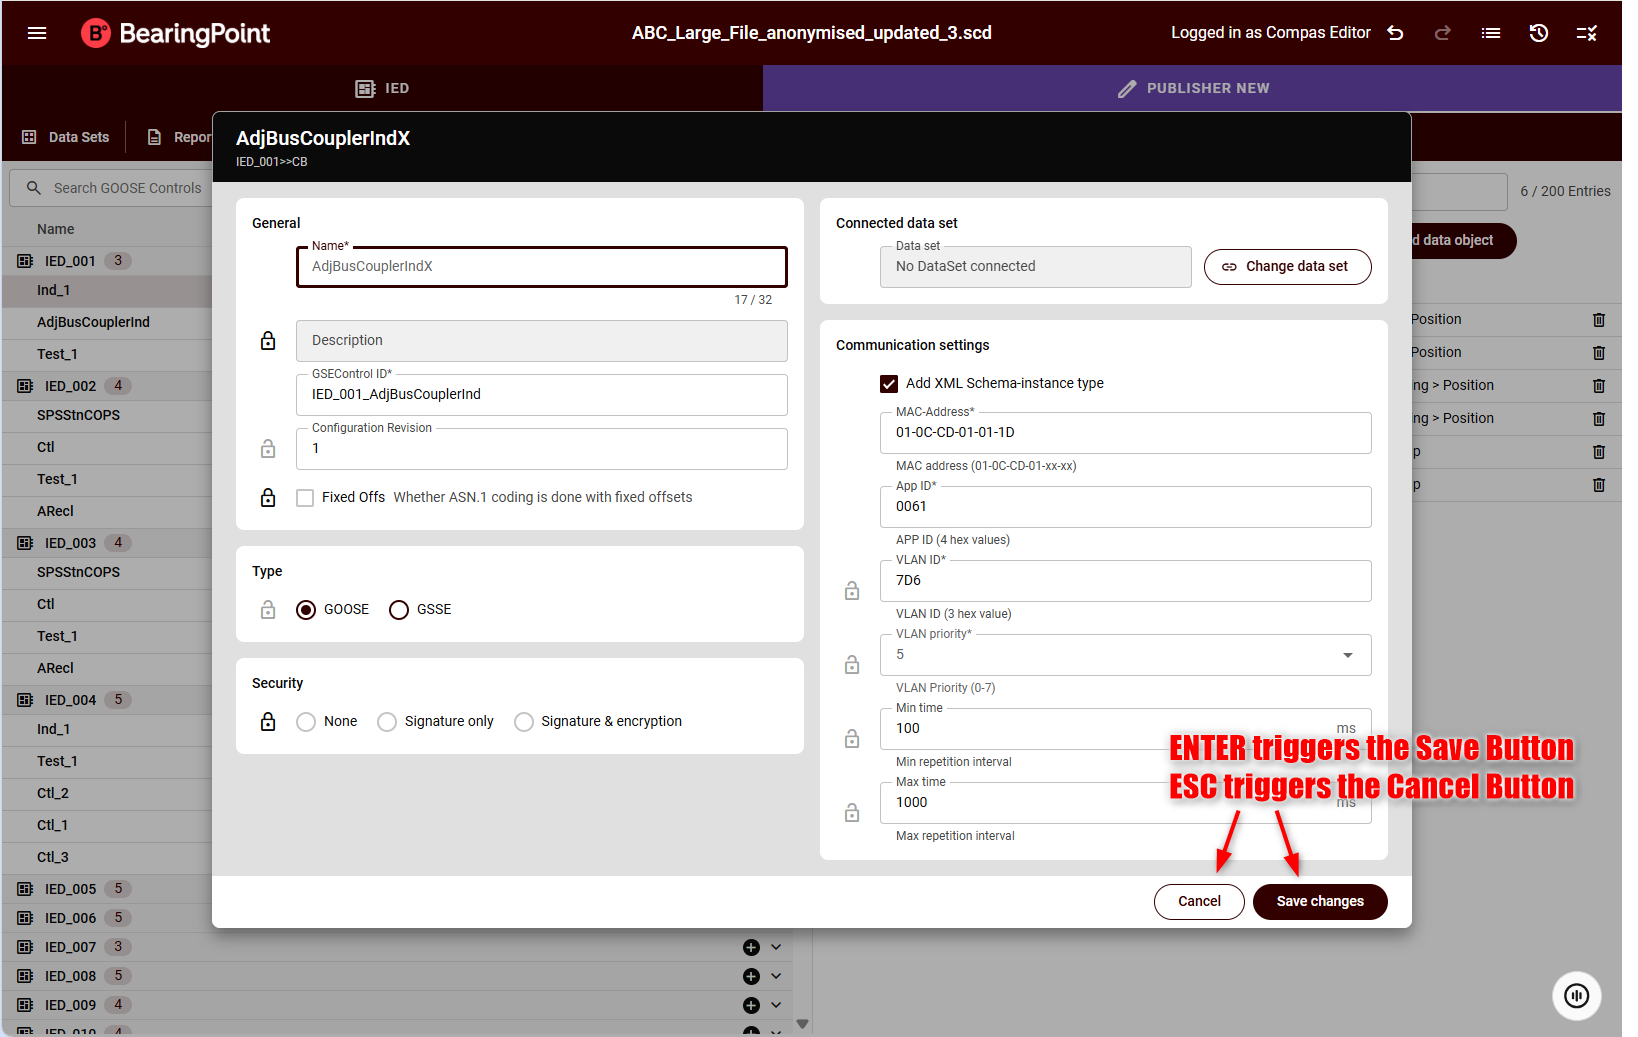 BearingPoint
ABC_Large_File_anonymised_updated_3.scd
Logged in as Compas Editor
IED
PUBLISHER NEW
Data Sets
Repor
Search GOOSE Controls
Name
IED_001 3
Ind_1
AdjBusCouplerInd
Test_1
IED_002 4
SPSStnCOPS
Ctl
Test_1
ARecl
IED_003 4
SPSStnCOPS
Ctl
Test_1
ARecl
IED_004 5
Ind_1
Test_1
Ctl_2
Ctl_1
Ctl_3
IED_005 5
IED_006 5
IED_007 3
IED_008 5
IED_009 4
IED_010 4
AdjBusCouplerIndX
IED_001>>CB
General
Name*
AdjBusCouplerIndX
17 / 32
Description
GSEControl ID*
IED_001_AdjBusCouplerInd
Configuration Revision
1
Fixed Offs Whether ASN.1 coding is done with fixed offsets
Type
GOOSE GSSE
Security
None Signature only Signature & encryption
Connected data set
Data set
No DataSet connected
Change data set
Communication settings
Add XML Schema-instance type
MAC-Address*
01-0C-CD-01-01-1D
MAC address (01-0C-CD-01-xx-xx)
App ID*
0061
APP ID (4 hex values)
VLAN ID*
7D6
VLAN ID (3 hex value)
VLAN priority*
5
VLAN Priority (0-7)
Min time
100 ms
Min repetition interval
Max time
1000 ms
Max repetition interval
ENTER triggers the Save Button
ESC triggers the Cancel Button
Cancel
Save changes
6 / 200 Entries
d data object
Position
Position
ng > Position
ng > Position
p
p